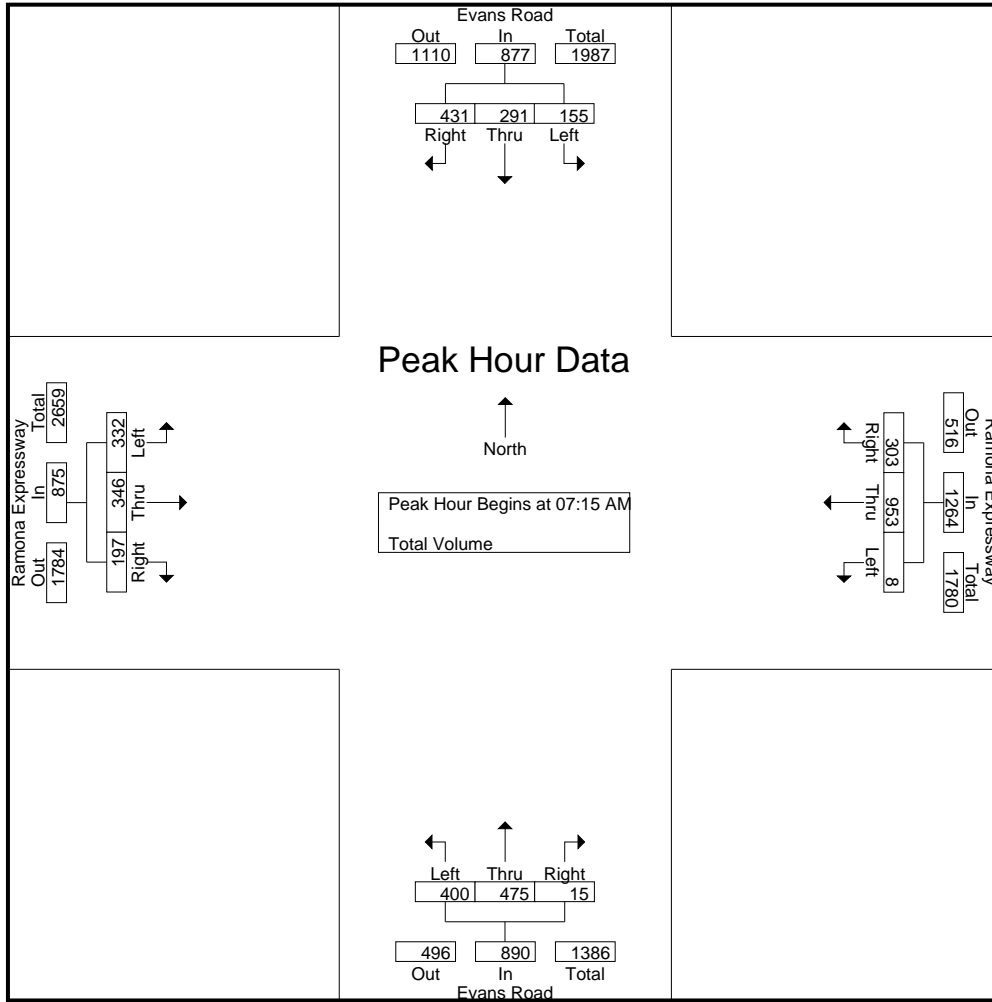 Evans Road
Out In Total
1110 877 1987
431 291 155
Right Thru Left
Peak Hour Data
North
Peak Hour Begins at 07:15 AM
Total Volume
Ramona Expressway
Out In Total
1784 875 2659
332 346 197
Left Thru Right
Ramona Expressway
Out In Total
516 1264 1780
303 953 8
Right Thru Left
Left Thru Right
400 475 15
496 890 1386
Out In Total
Evans Road